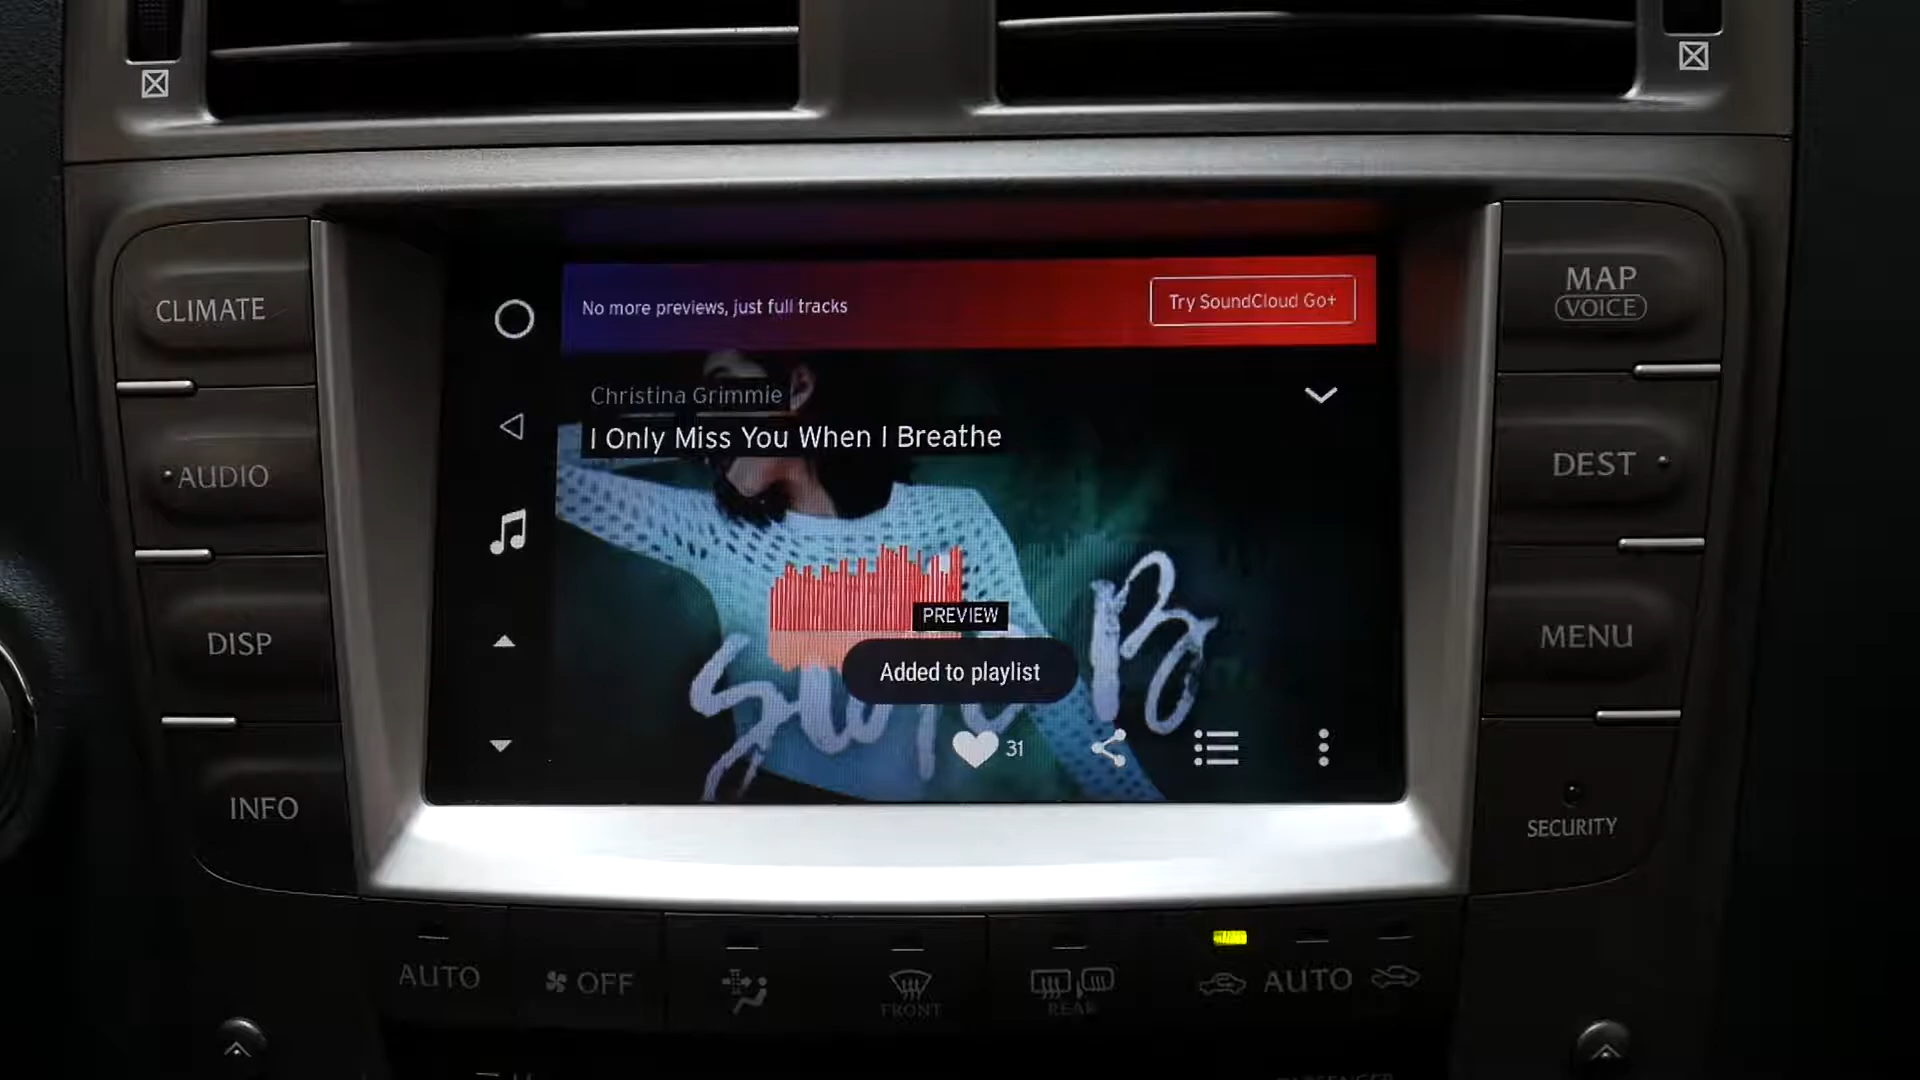 CLIMATE
AUDIO
DISP
INFO
No more previews, just full tracks
Try SoundCloud Go+
Christina Grimmie
I Only Miss You When I Breathe
PREVIEW
Added to playlist
31
MAP
VOICE
DEST
MENU
SECURITY
AUTO
OFF
FRONT
REAR
AUTO